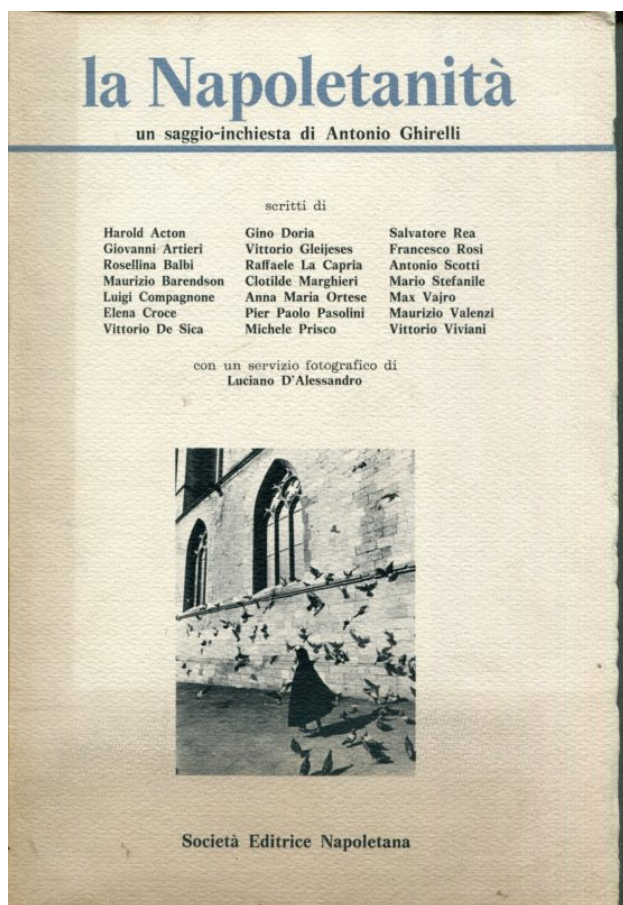 la Napoletanità
un saggio-inchiesta di Antonio Ghirelli
scritti di
Harold Acton
Giovanni Artieri
Rosellina Balbi
Maurizio Barendson
Luigi Compagnone
Elena Croce
Vittorio De Sica
Gino Doria
Vittorio Gleijeses
Raffaele La Capria
Clotilde Marghieri
Anna Maria Ortese
Pier Paolo Pasolini
Michele Prisco
Salvatore Rea
Francesco Rosi
Antonio Scotti
Mario Stefanile
Max Vajro
Maurizio Valenzi
Vittorio Viviani
con un servizio fotografico di
Luciano D'Alessandro
Società Editrice Napoletana